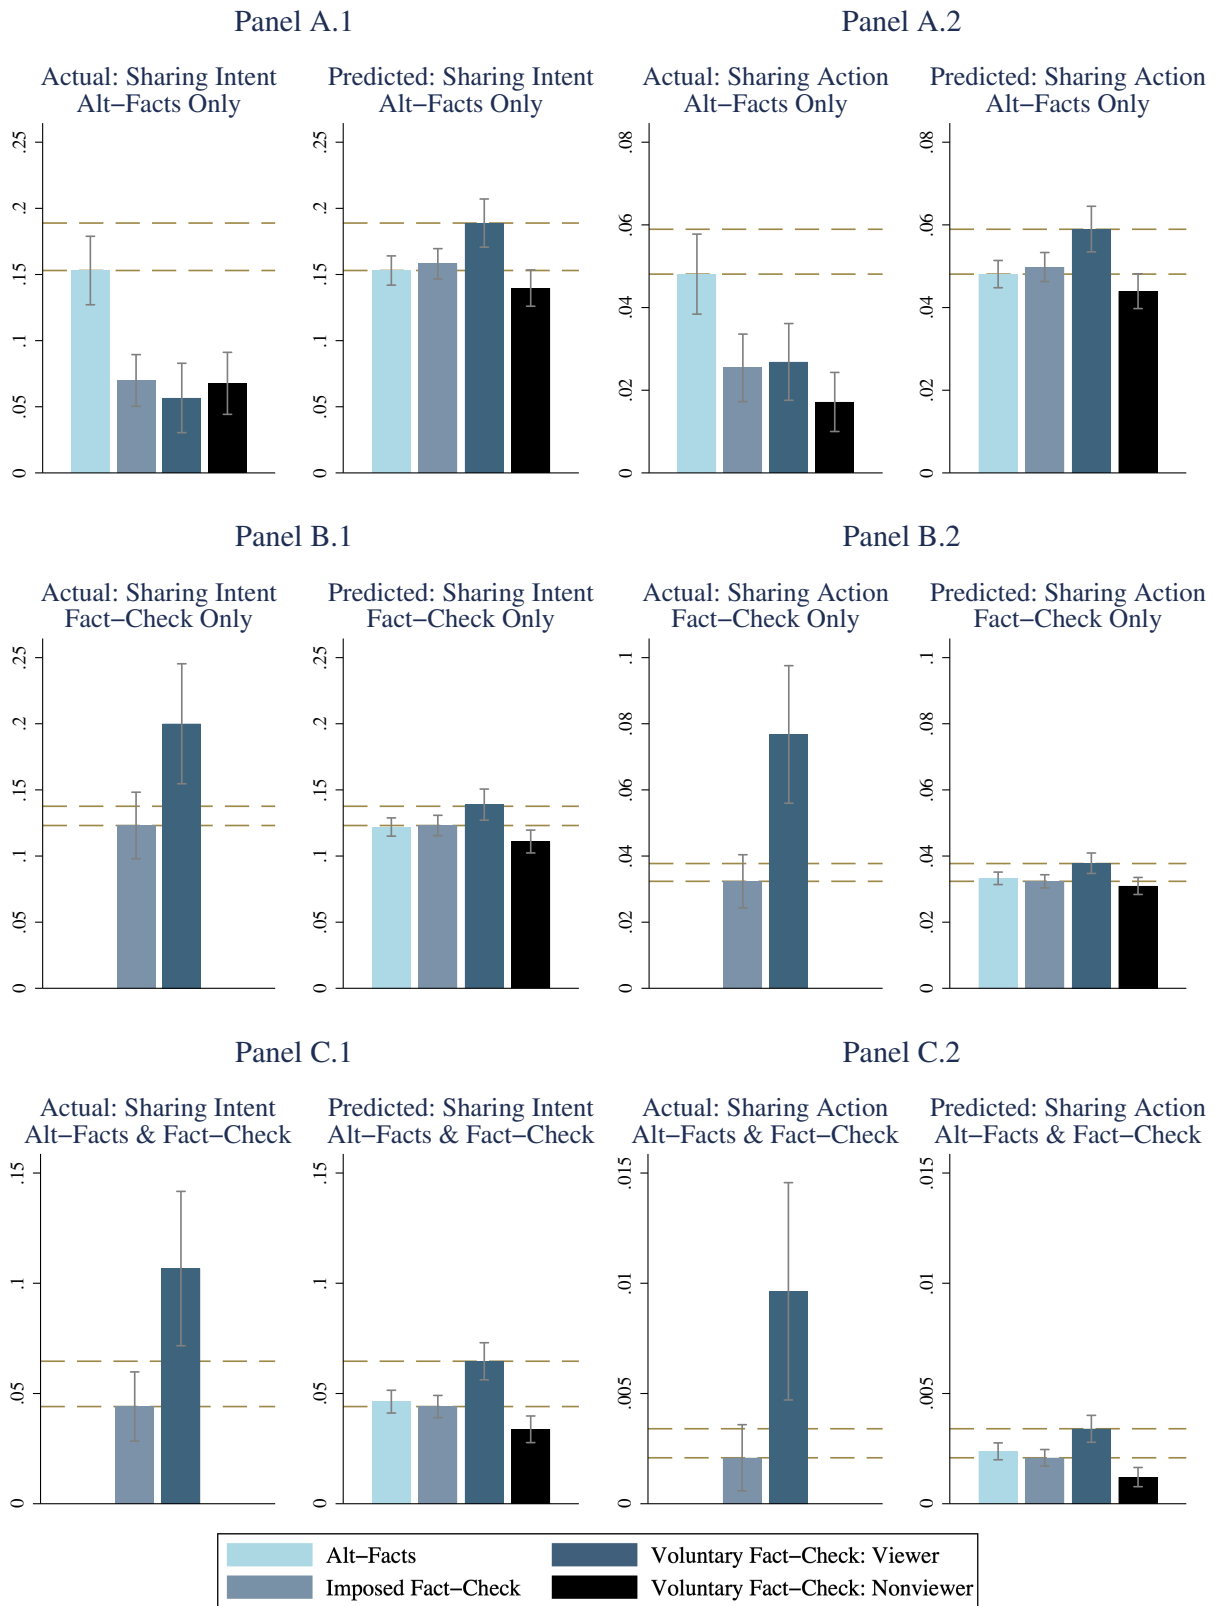 Panel A.1
Panel A.2
Actual: Sharing Intent
Alt−Facts Only
Predicted: Sharing Intent
Alt−Facts Only
Actual: Sharing Action
Alt−Facts Only
Predicted: Sharing Action
Alt−Facts Only
0 .05 .1 .15 .2 .25
0 .05 .1 .15 .2 .25
0 .02 .04 .06 .08
0 .02 .04 .06 .08
Panel B.1
Panel B.2
Actual: Sharing Intent
Fact−Check Only
Predicted: Sharing Intent
Fact−Check Only
Actual: Sharing Action
Fact−Check Only
Predicted: Sharing Action
Fact−Check Only
0 .05 .1 .15 .2 .25
0 .05 .1 .15 .2 .25
0 .02 .04 .06 .08 .1
0 .02 .04 .06 .08 .1
Panel C.1
Panel C.2
Actual: Sharing Intent
Alt−Facts & Fact−Check
Predicted: Sharing Intent
Alt−Facts & Fact−Check
Actual: Sharing Action
Alt−Facts & Fact−Check
Predicted: Sharing Action
Alt−Facts & Fact−Check
0 .05 .1 .15
0 .05 .1 .15
0 .005 .01 .015
0 .005 .01 .015
Alt−Facts
Voluntary Fact−Check: Viewer
Imposed Fact−Check
Voluntary Fact−Check: Nonviewer